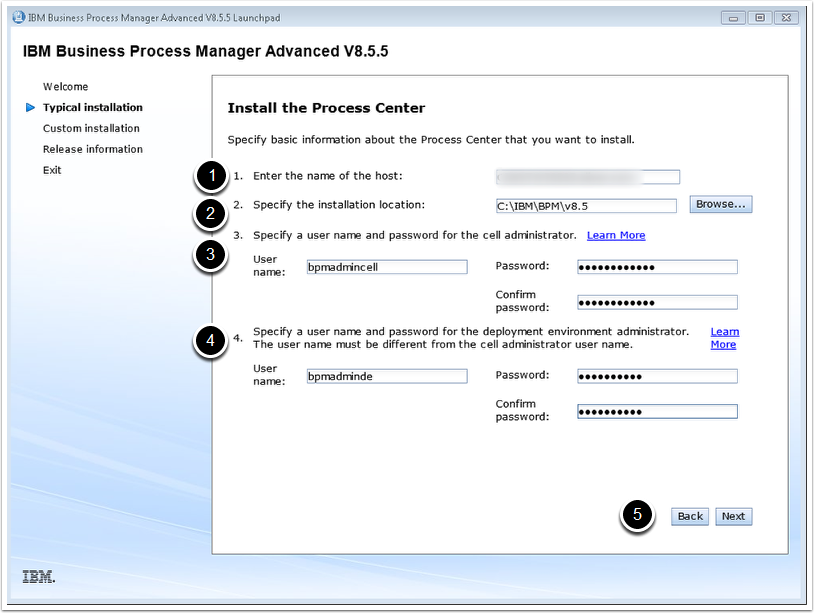 IBM Business Process Manager Advanced V8.5.5 Launchpad
IBM Business Process Manager Advanced V8.5.5
Welcome
Typical installation
Custom installation
Release information
Exit
Install the Process Center
Specify basic information about the Process Center that you want to install.
1 1. Enter the name of the host:
2 2. Specify the installation location: C:\IBM\BPM\v8.5 Browse...
3 3. Specify a user name and password for the cell administrator. Learn More
User name: bpmadmincell Password: ●●●●●●●●●●●●
Confirm password: ●●●●●●●●●●●●
4 4. Specify a user name and password for the deployment environment administrator. Learn More
The user name must be different from the cell administrator user name.
User name: bpmadminde Password: ●●●●●●●●●●
Confirm password: ●●●●●●●●●●
5 Back Next
IBM.